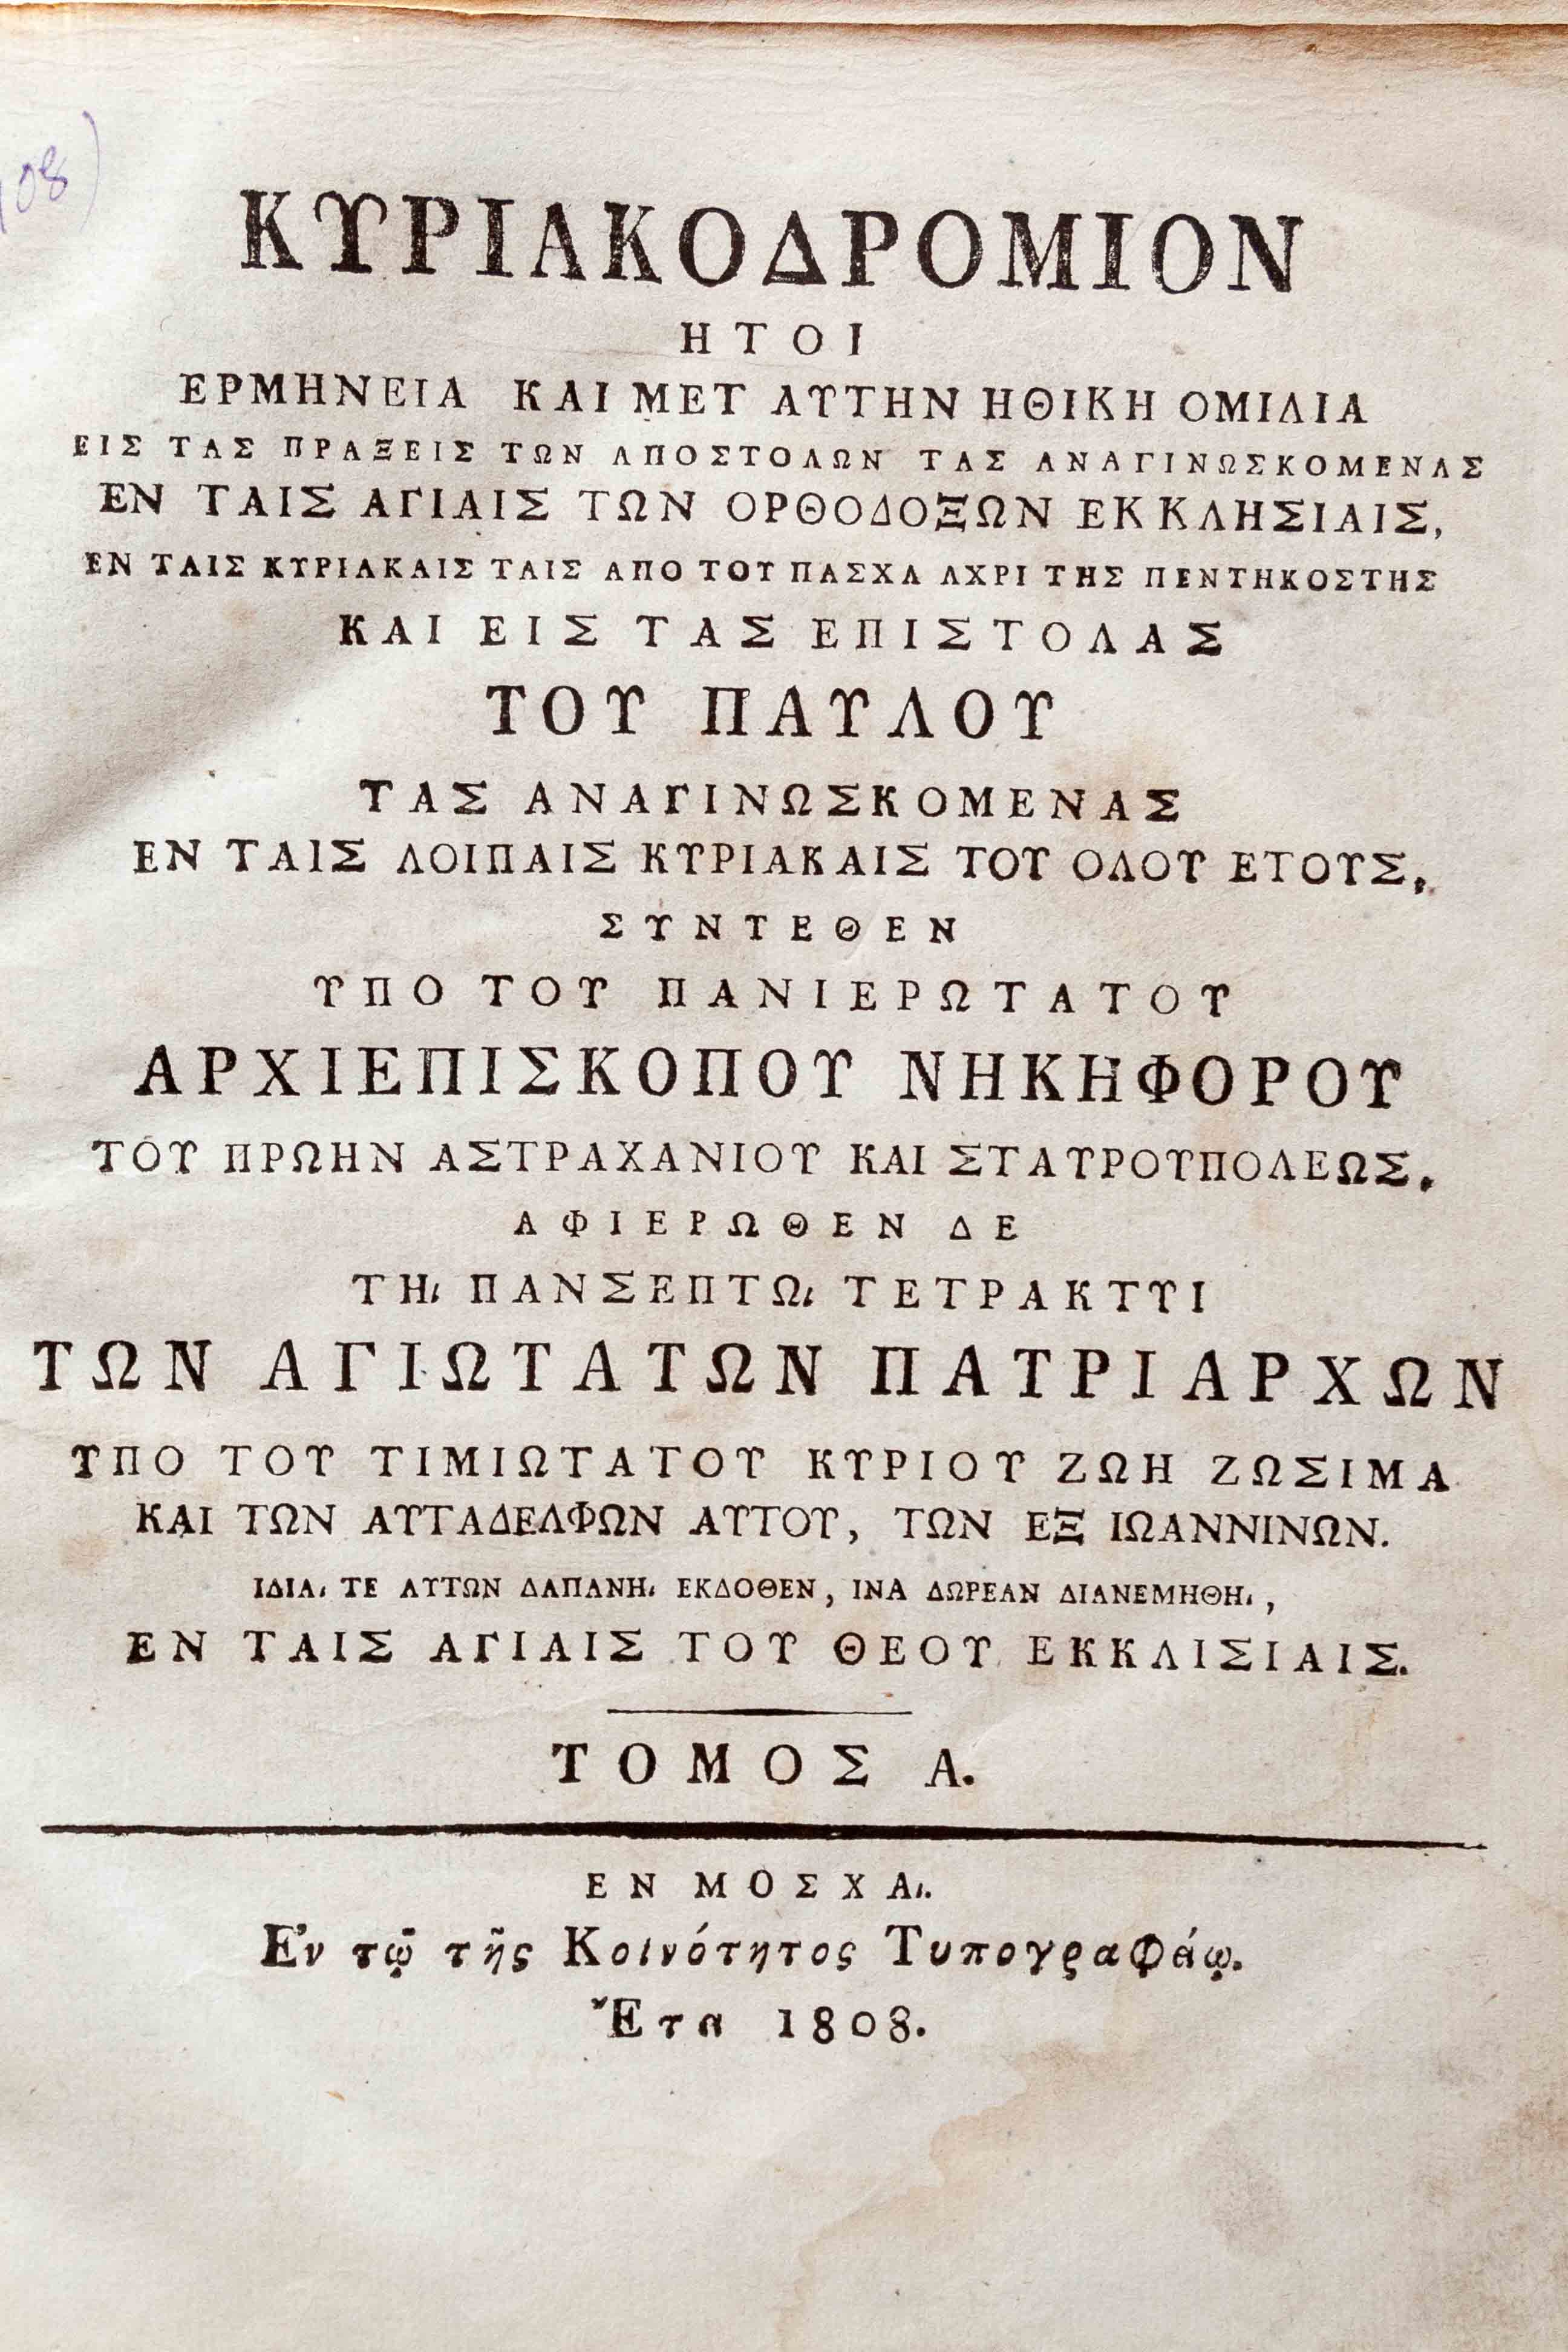 08)
ΚΥΡΙΑΚΟΔΡΟΜΙΟΝ
ΗΤΟΙ
ΕΡΜΗΝΕΙΑ ΚΑΙ ΜΕΤ ΑΥΤΗΝ ΗΘΙΚΗ ΟΜΙΛΙΑ
ΕΙΣ ΤΑΣ ΠΡΑΞΕΙΣ ΤΩΝ ΑΠΟΣΤΟΛΩΝ ΤΑΣ ΑΝΑΓΙΝΩΣΚΟΜΕΝΑΣ
ΕΝ ΤΑΙΣ ΑΓΙΑΙΣ ΤΩΝ ΟΡΘΟΔΟΞΩΝ ΕΚΚΛΗΣΙΑΙΣ,
ΕΝ ΤΑΙΣ ΚΥΡΙΑΚΑΙΣ ΤΑΙΣ ΑΠΟ ΤΟΥ ΠΑΣΧΑ ΑΧΡΙ ΤΗΣ ΠΕΝΤΗΚΟΣΤΗΣ
ΚΑΙ ΕΙΣ ΤΑΣ ΕΠΙΣΤΟΛΑΣ
ΤΟΥ ΠΑΥΛΟΥ
ΤΑΣ ΑΝΑΓΙΝΩΣΚΟΜΕΝΑΣ
ΕΝ ΤΑΙΣ ΛΟΙΠΑΙΣ ΚΥΡΙΑΚΑΙΣ ΤΟΥ ΟΛΟΥ ΕΤΟΥΣ,
ΣΥΝΤΕΘΕΝ
ΥΠΟ ΤΟΥ ΠΑΝΙΕΡΩΤΑΤΟΥ
ΑΡΧΙΕΠΙΣΚΟΠΟΥ ΝΗΚΗΦΟΡΟΥ
ΤΟΥ ΠΡΩΗΝ ΑΣΤΡΑΧΑΝΙΟΥ ΚΑΙ ΣΤΑΥΡΟΥΠΟΛΕΩΣ,
ΑΦΙΕΡΩΘΕΝ ΔΕ
ΤΗι ΠΑΝΣΕΠΤΩι ΤΕΤΡΑΚΤΥΙ
ΤΩΝ ΑΓΙΩΤΑΤΩΝ ΠΑΤΡΙΑΡΧΩΝ
ΥΠΟ ΤΟΥ ΤΙΜΙΩΤΑΤΟΥ ΚΥΡΙΟΥ ΖΩΗ ΖΩΣΙΜΑ
ΚΑΙ ΤΩΝ ΑΥΤΑΔΕΛΦΩΝ ΑΥΤΟΥ, ΤΩΝ ΕΞ ΙΩΑΝΝΙΝΩΝ.
ΙΔΙΑι ΤΕ ΑΥΤΩΝ ΔΑΠΑΝΗι ΕΚΔΟΘΕΝ, ΙΝΑ ΔΩΡΕΑΝ ΔΙΑΝΕΜΗΘΗι,
ΕΝ ΤΑΙΣ ΑΓΙΑΙΣ ΤΟΥ ΘΕΟΥ ΕΚΚΛΙΣΙΑΙΣ.
ΤΟΜΟΣ Α.
ΕΝ ΜΟΣΧΑι.
Ἐν τῷ τῆς Κοινότητος Τυπογραφείῳ.
Ἔτει 1808.